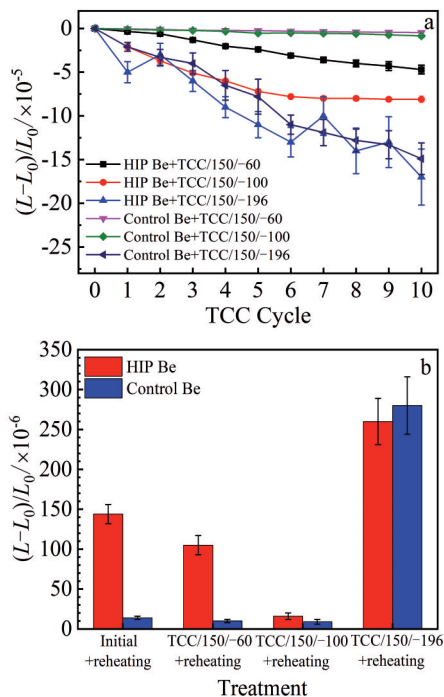 a
0
-5
-10
-15
-20
-25
(L−L0)/L0/×10−5
HIP Be+TCC/150/−60
HIP Be+TCC/150/−100
HIP Be+TCC/150/−196
Control Be+TCC/150/−60
Control Be+TCC/150/−100
Control Be+TCC/150/−196
0 1 2 3 4 5 6 7 8 9 10
TCC Cycle
b
350
300
250
200
150
100
50
0
(L−L0)/L0/×10−6
HIP Be
Control Be
Initial TCC/150/−60 TCC/150/−100 TCC/150/−196
+reheating +reheating +reheating +reheating
Treatment